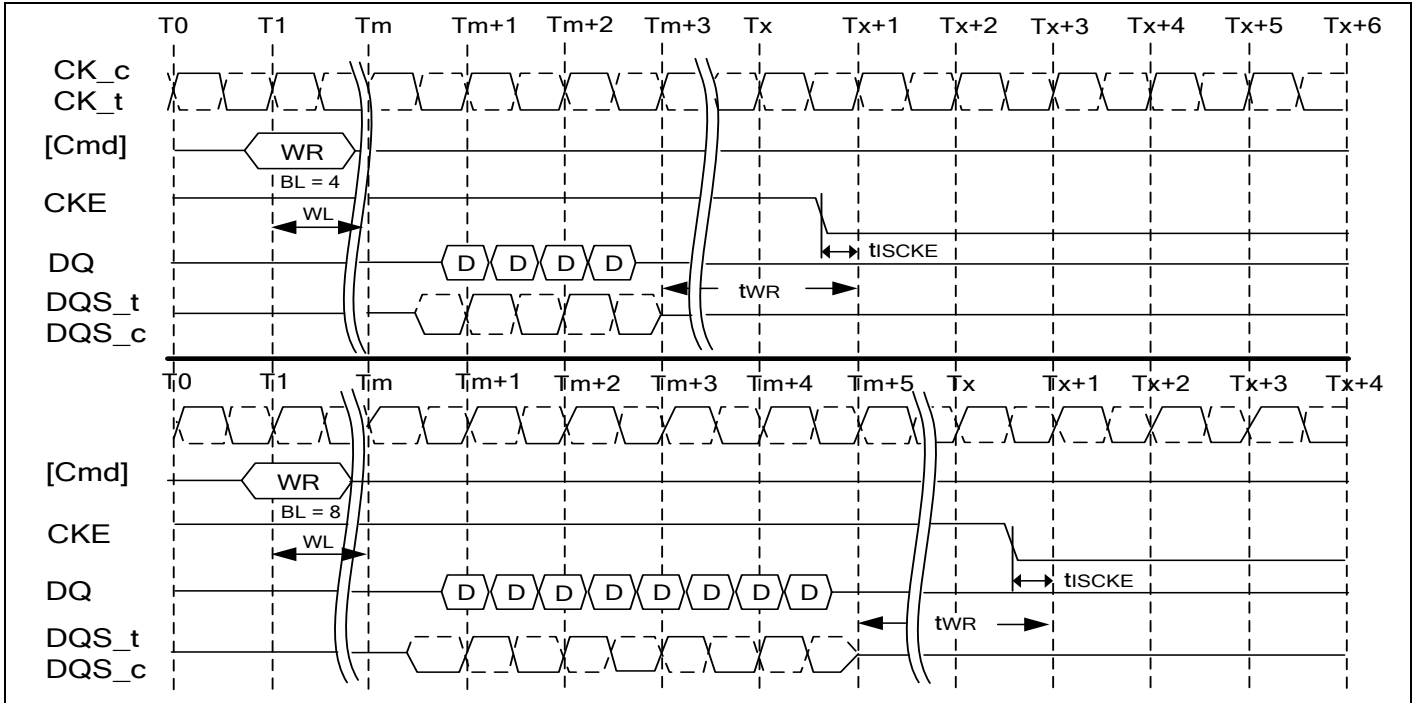 T0 T1 Tm Tm+1 Tm+2 Tm+3 Tx Tx+1 Tx+2 Tx+3 Tx+4 Tx+5 Tx+6
CK_c
CK_t
[Cmd] WR
BL = 4
CKE
WL
tISCKE
DQ D D D D
tWR
DQS_t
DQS_c
T0 T1 Tm Tm+1 Tm+2 Tm+3 Tm+4 Tm+5 Tx Tx+1 Tx+2 Tx+3 Tx+4
[Cmd] WR
BL = 8
CKE
WL
tISCKE
DQ D D D D D D D D
tWR
DQS_t
DQS_c